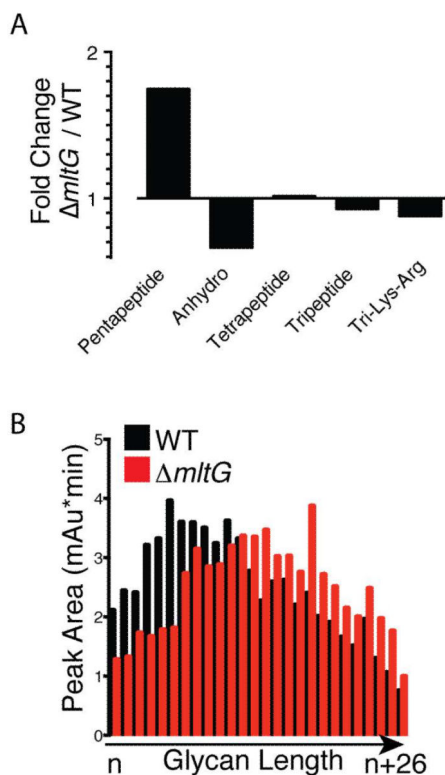 A
Fold Change
ΔmltG / WT
2
1
Pentapeptide
Anhydro
Tetrapeptide
Tripeptide
Tri-Lys-Arg
B
WT
ΔmltG
Peak Area (mAu*min)
5
4
3
2
1
0
n Glycan Length n+26